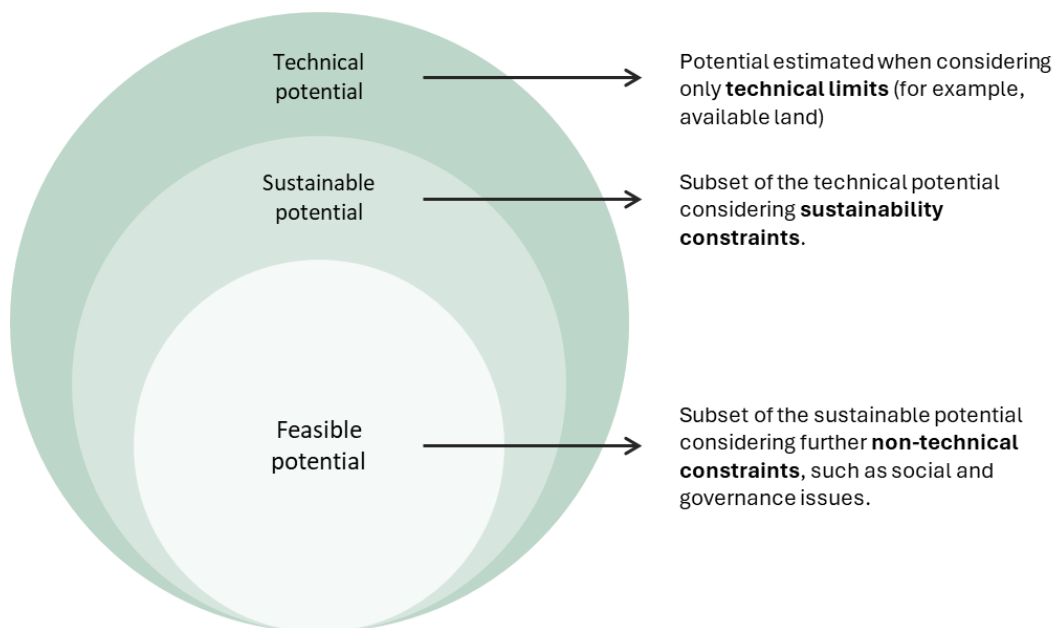 Technical
potential
Potential estimated when considering
only technical limits (for example,
available land)
Sustainable
potential
Subset of the technical potential
considering sustainability
constraints.
Feasible
potential
Subset of the sustainable potential
considering further non-technical
constraints, such as social and
governance issues.